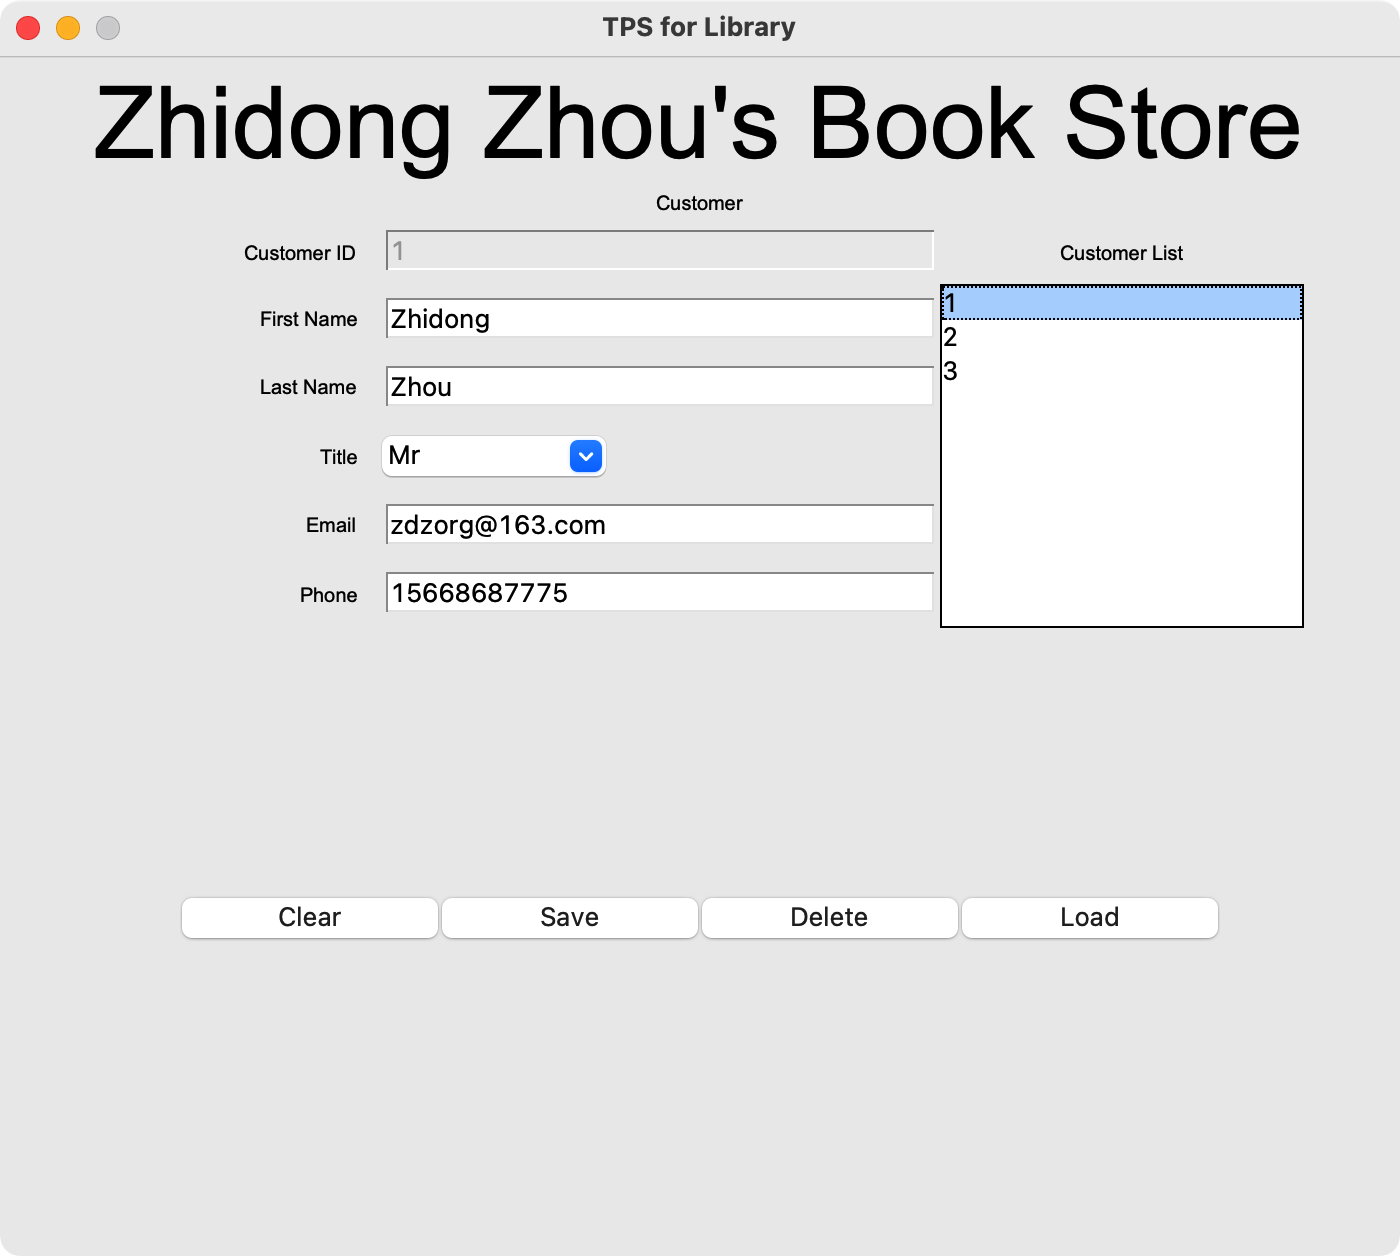 TPS for Library
Zhidong Zhou's Book Store
Customer
Customer ID
1
Customer List
First Name
Zhidong
Last Name
Zhou
Title
Mr
Email
zdzorg@163.com
Phone
15668687775
1
2
3
Clear
Save
Delete
Load